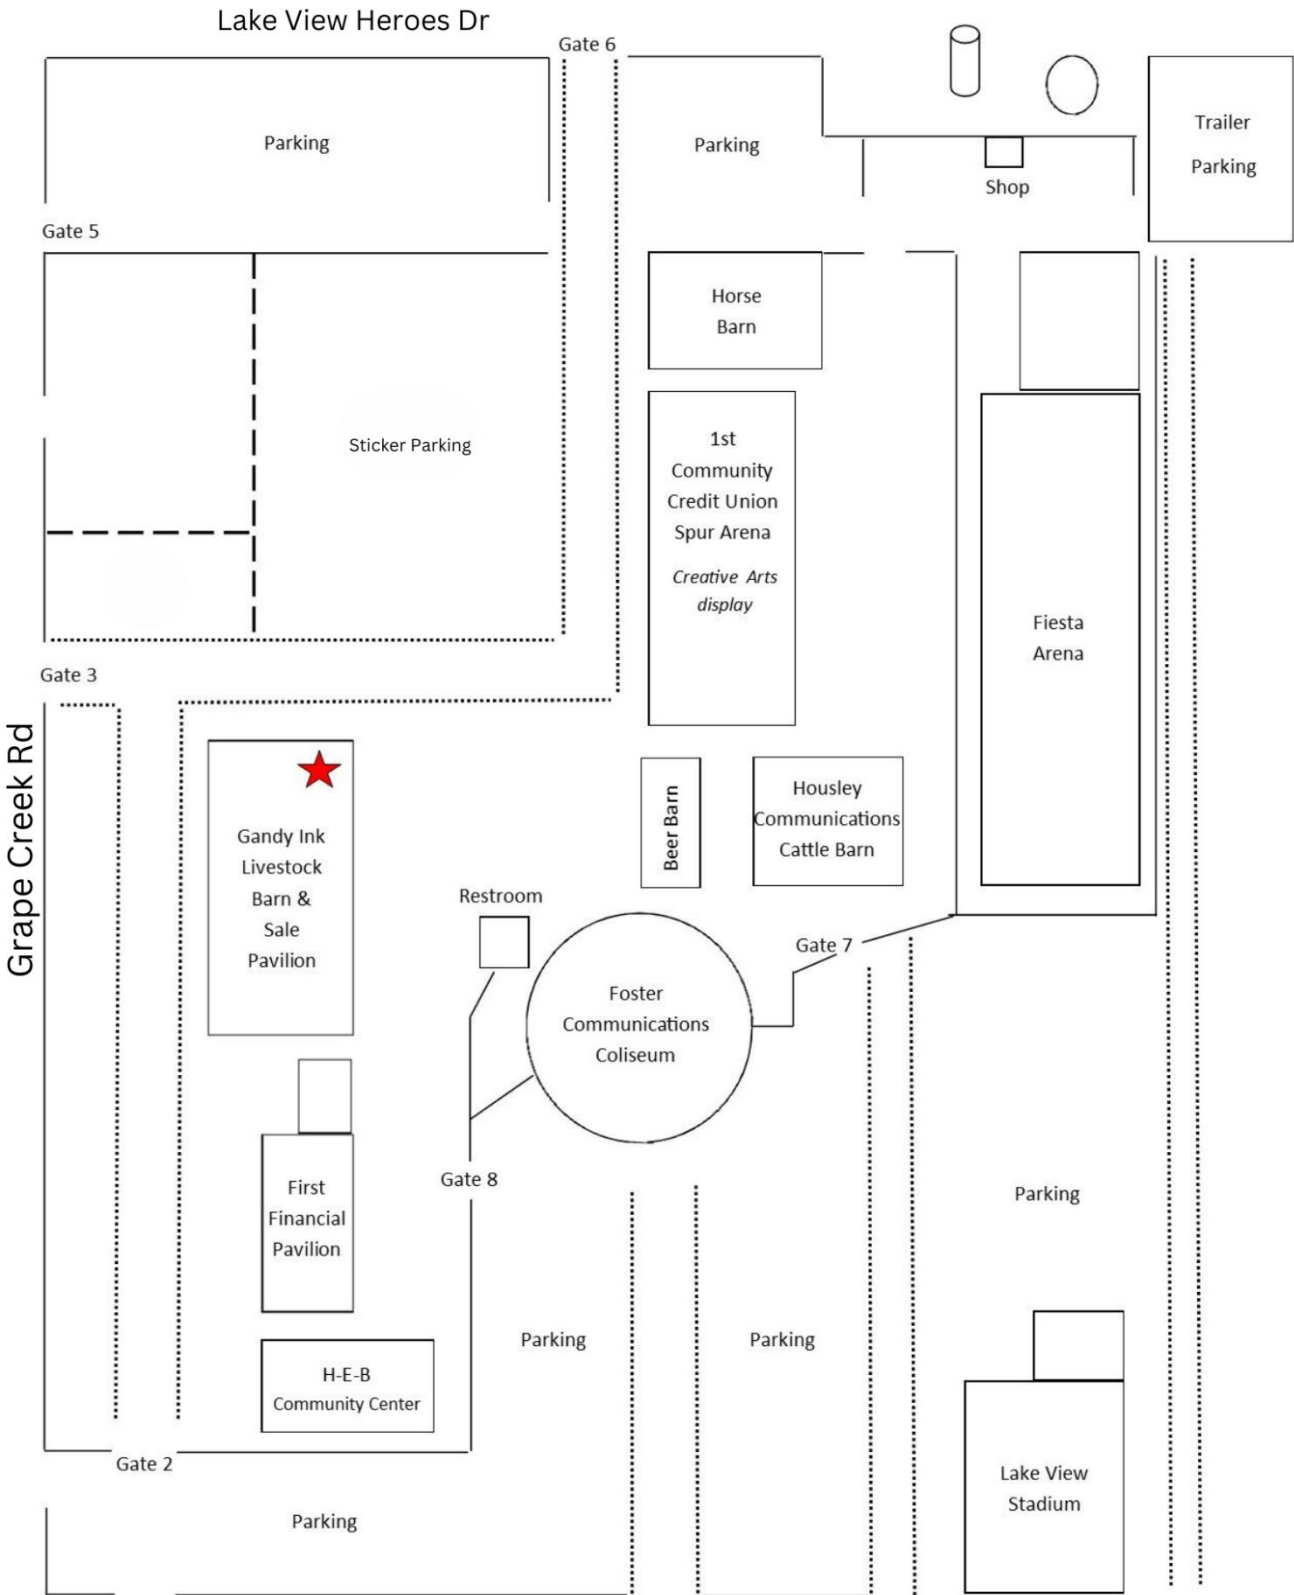 Lake View Heroes Dr
Gate 6
Parking
Parking
Trailer
Parking
Shop
Gate 5
Horse
Barn
Sticker Parking
1st
Community
Credit Union
Spur Arena
Creative Arts
display
Fiesta
Arena
Gate 3
Grape Creek Rd
Gandy Ink
Livestock
Barn &
Sale
Pavilion
Beer Barn
Housley
Communications
Cattle Barn
Restroom
Gate 7
Foster
Communications
Coliseum
Gate 8
First
Financial
Pavilion
Parking
Parking
Parking
H-E-B
Community Center
Gate 2
Lake View
Stadium
Parking